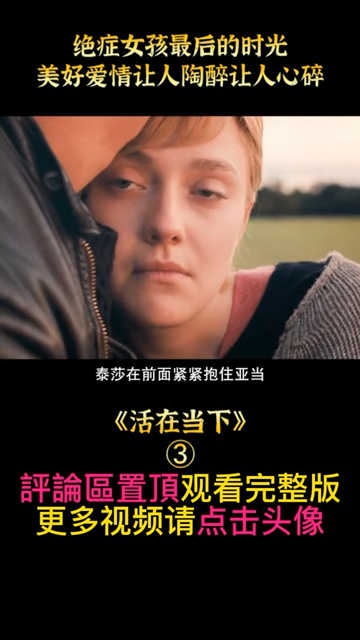 绝症女孩最后的时光
美好爱情让人陶醉让人心碎
泰莎在前面紧紧抱住亚当
《活在当下》
③
評論區置頂观看完整版
更多视频请点击头像